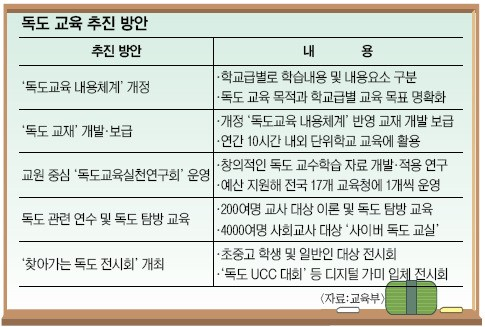 독도 교육 추진 방안
추진 방안
내 용
'독도교육 내용체계' 개정
·학교급별로 학습내용 및 내용요소 구분
·독도 교육 목적과 학교급별 교육 목표 명확화
'독도 교재' 개발·보급
·개정 '독도교육 내용체계' 반영 교재 개발 보급
·연간 10시간 내외 단위학교 교육에 활용
교원 중심 '독도교육실천연구회' 운영
·창의적인 독도 교수학습 자료 개발·적용 연구
·예산 지원해 전국 17개 교육청에 1개씩 운영
독도 관련 연수 및 독도 탐방 교육
·200여명 교사 대상 이론 및 독도 탐방 교육
·4000여명 사회교사 대상 '사이버 독도 교실'
'찾아가는 독도 전시회' 개최
·초중고 학생 및 일반인 대상 전시회
·'독도 UCC 대회' 등 디지털 가미 입체 전시회
〈자료:교육부〉